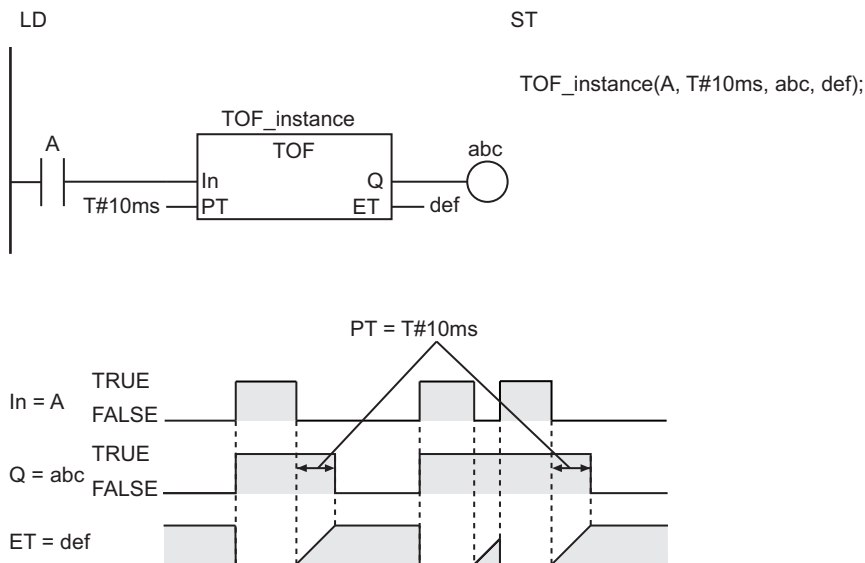 LD
ST
TOF_instance(A, T#10ms, abc, def);
TOF_instance
A
TOF
abc
In
Q
T#10ms
PT
ET
def
PT = T#10ms
In = A
TRUE
FALSE
Q = abc
TRUE
FALSE
ET = def